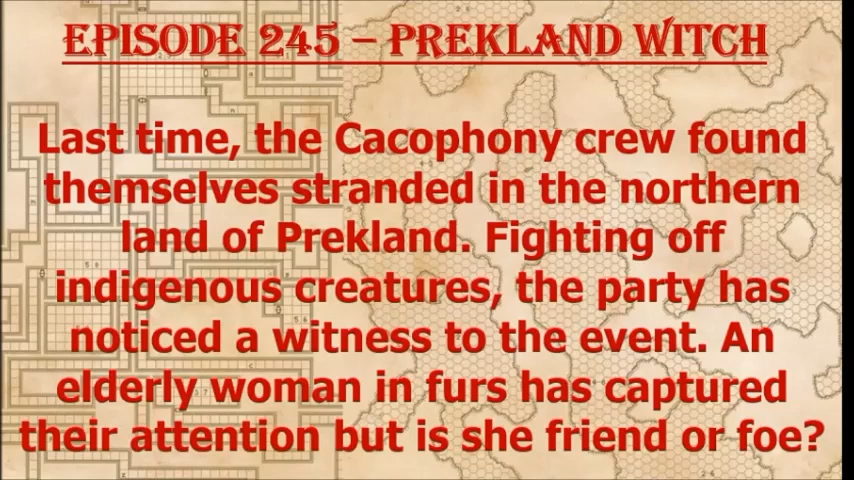 EPISODE 245 – PREKLAND WITCH
Last time, the Cacophony crew found
themselves stranded in the northern
land of Prekland. Fighting off
indigenous creatures, the party has
noticed a witness to the event. An
elderly woman in furs has captured
their attention but is she friend or foe?